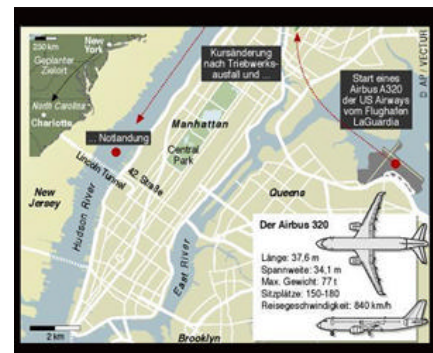 250 km
New
York
Geplanter
Zielort
North Carolina
Charlotte
Kursänderung
nach Triebwerks-
ausfall und ...
Start eines
Airbus A320
der US Airways
vom Flughafen
LaGuardia
D AP / VECTUR
... Notlandung
Manhattan
Central
Park
Lincoln Tunnel
42. Straße
New
Jersey
Hudson River
Queens
East River
Der Airbus 320
Länge: 37,6 m
Spannweite: 34,1 m
Max. Gewicht: 77 t
Sitzplätze: 150-180
Reisegeschwindigkeit: 840 km/h
2 km
Brooklyn